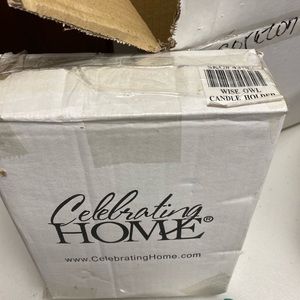 WISE OWL
CANDLE HOLDER
Celebrating
HOME®
www.CelebratingHome.com